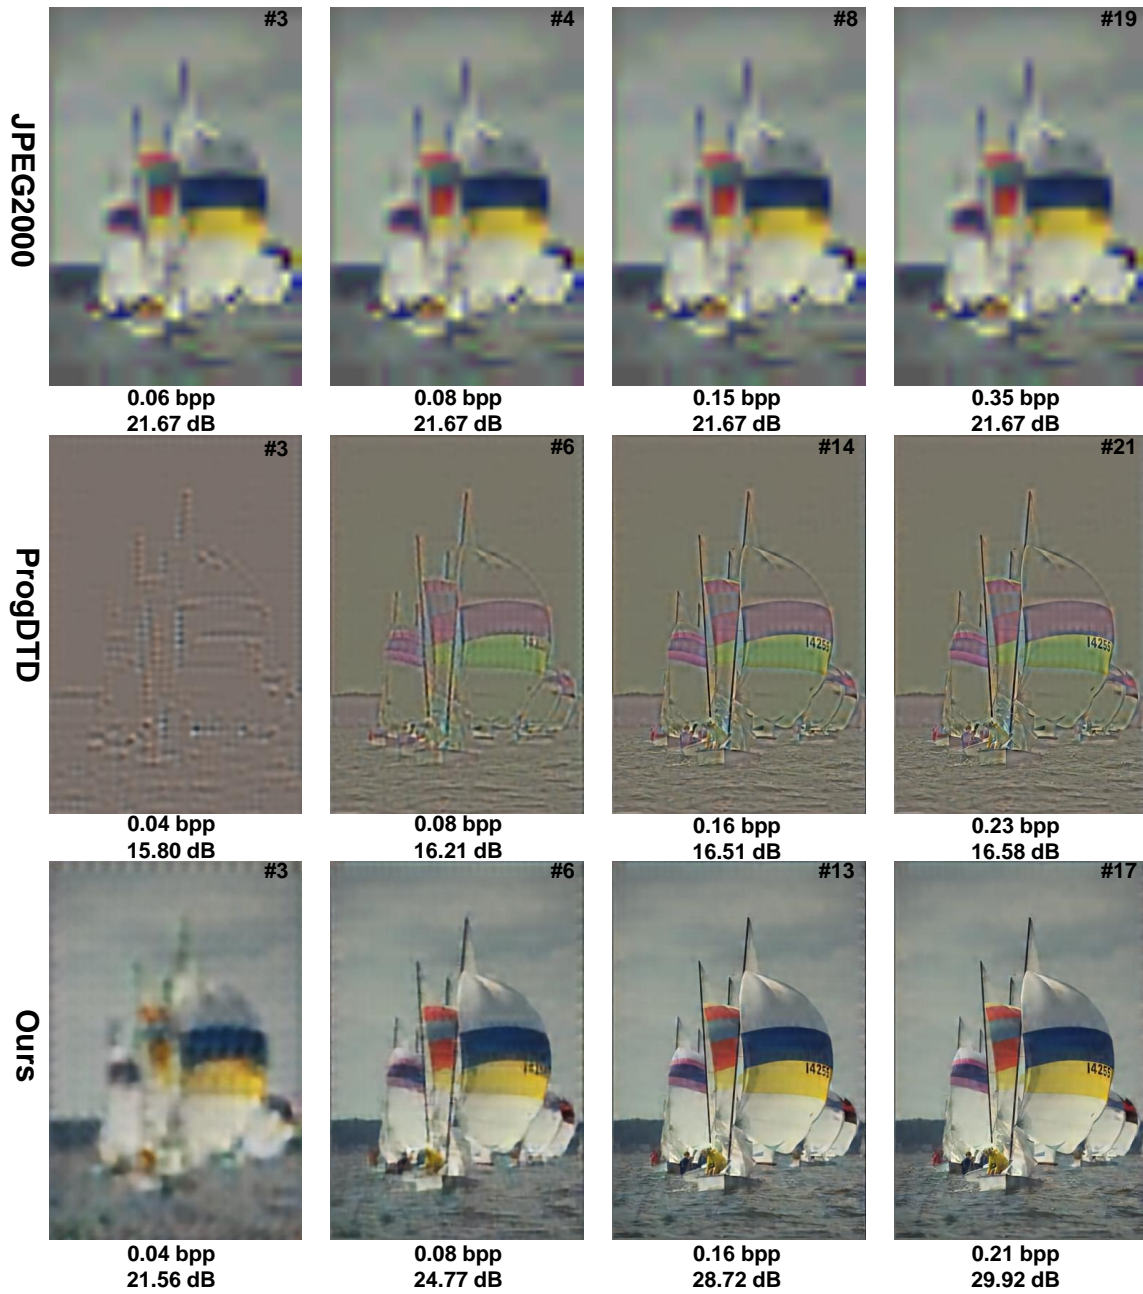 JPEG2000
#3
#4
#8
#19
0.06 bpp
21.67 dB
0.08 bpp
21.67 dB
0.15 bpp
21.67 dB
0.35 bpp
21.67 dB
ProgDTD
#3
#6
#14
#21
14255
14255
0.04 bpp
15.80 dB
0.08 bpp
16.21 dB
0.16 bpp
16.51 dB
0.23 bpp
16.58 dB
Ours
#3
#6
#13
#17
14255
14255
0.04 bpp
21.56 dB
0.08 bpp
24.77 dB
0.16 bpp
28.72 dB
0.21 bpp
29.92 dB